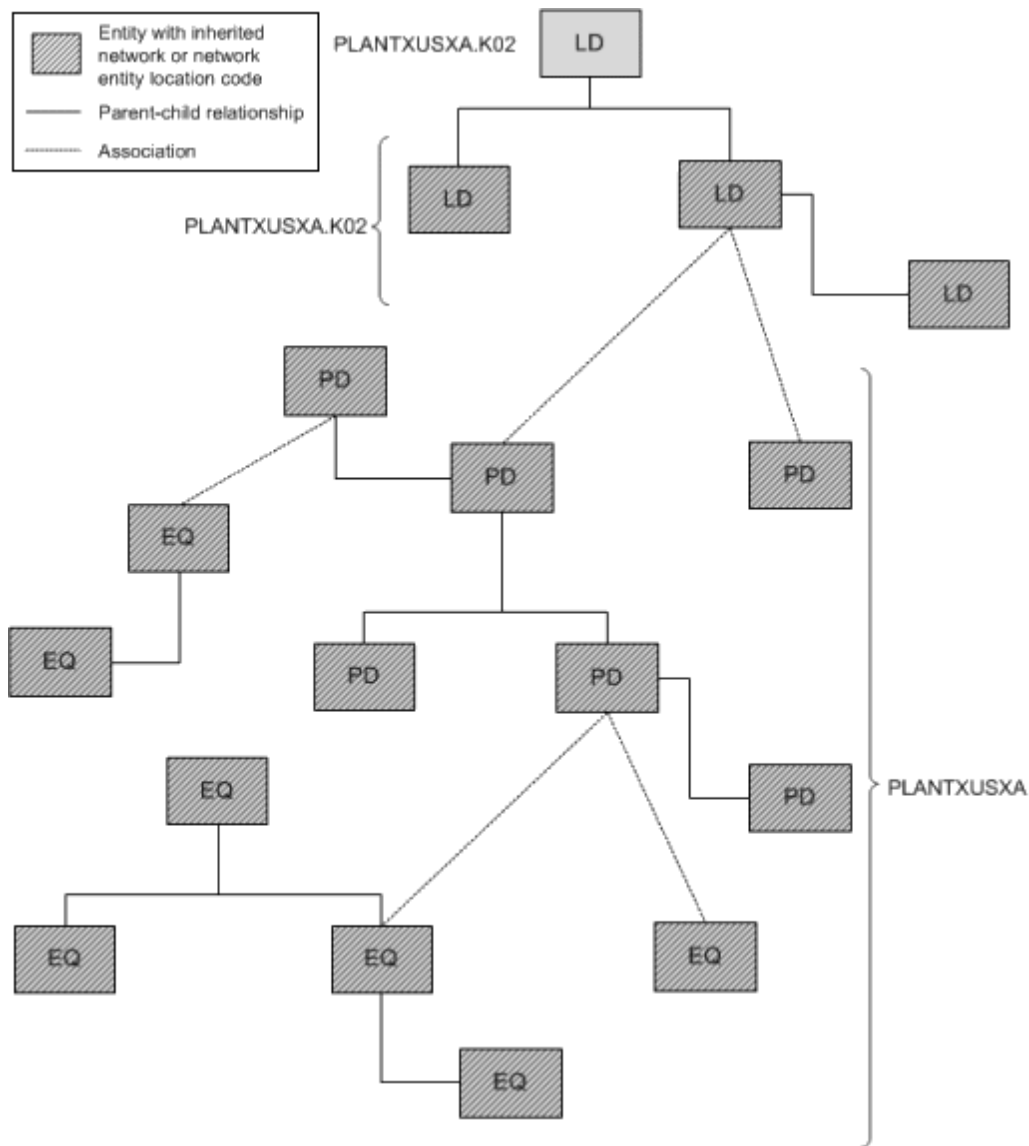 Entity with inherited
network or network
entity location code
Parent-child relationship
Association
PLANTXUSXA.K02
LD
PLANTXUSXA.K02
LD
LD
LD
PD
PD
PD
EQ
EQ
PD
PD
PD
PLANTXUSXA
EQ
EQ
EQ
EQ
EQ